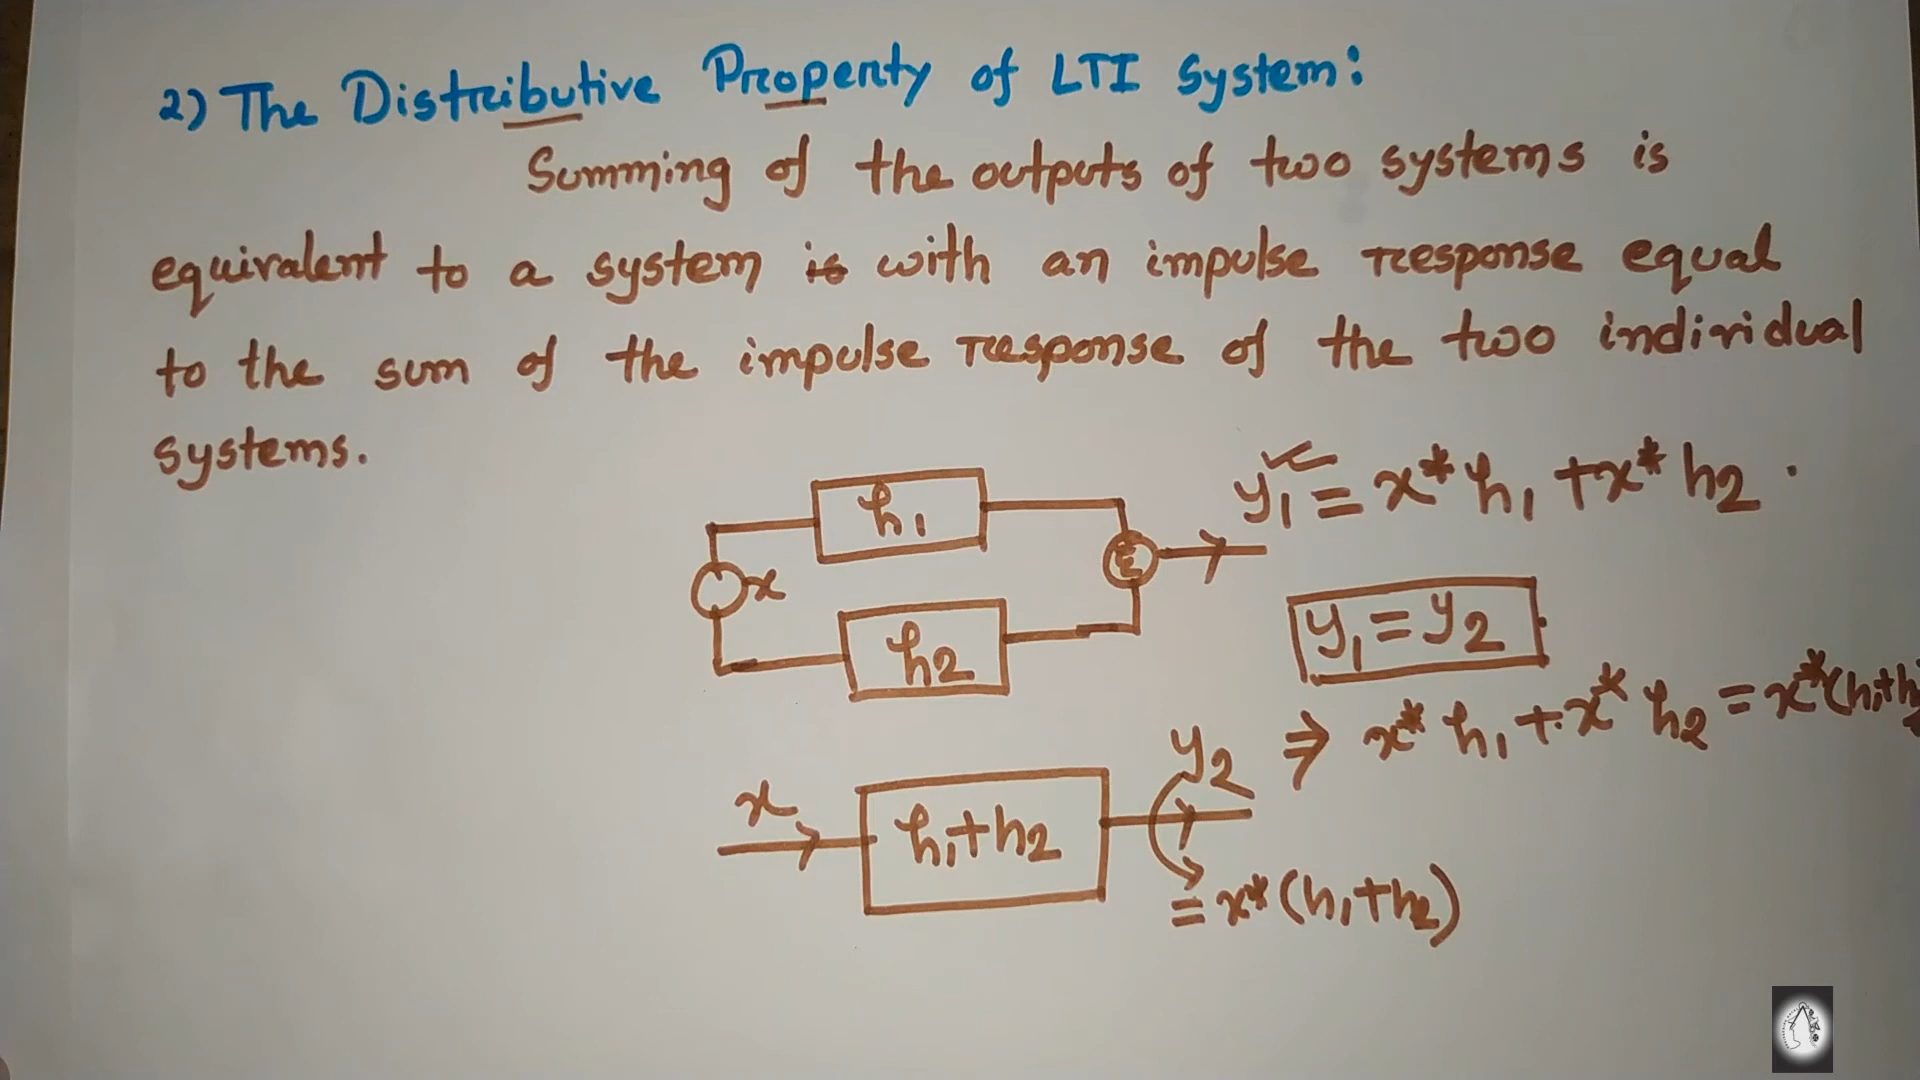 2) The Distributive Property of LTI System:
Summing of the outputs of two systems is
equivalent to a system is with an impulse response equal
to the sum of the impulse response of the two individual
systems.
y1 = x * h1 + x * h2 .
h1
x
Σ
h2
y1 = y2
⇒ x * h1 + x * h2 = x * (h1+h
x
h1+h2
y2
= x * (h1+h2)